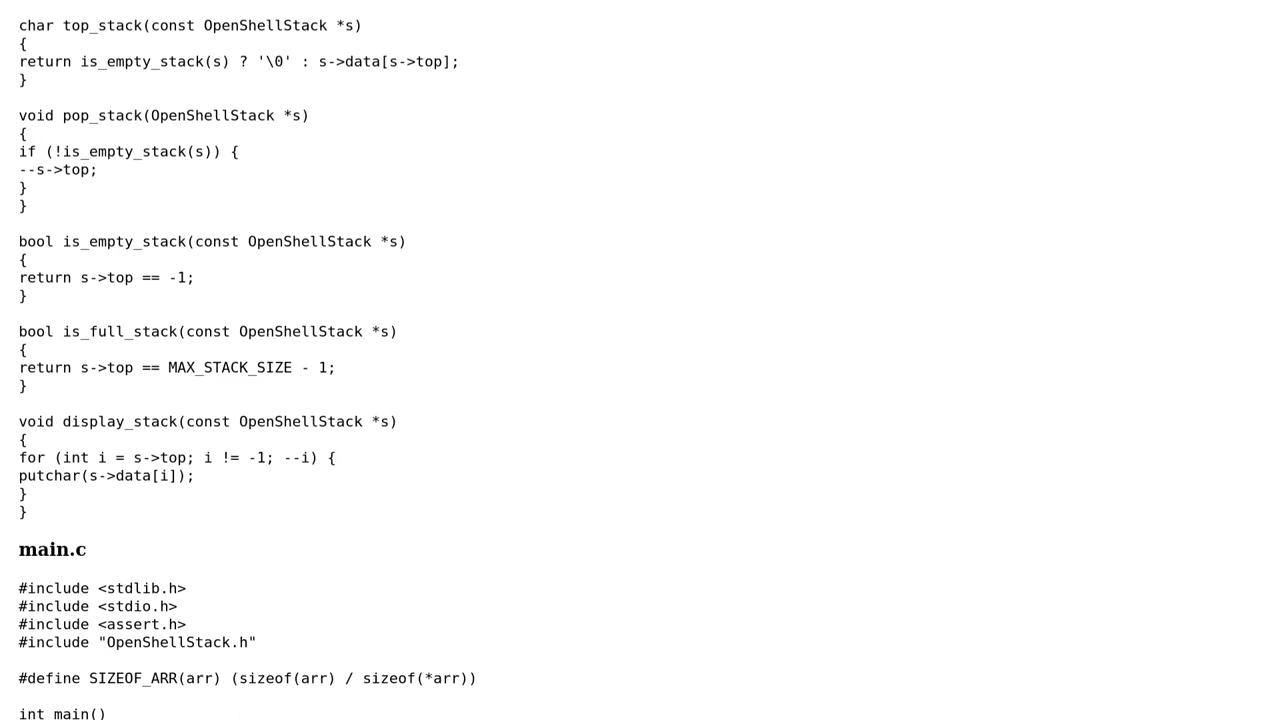 char top_stack(const OpenShellStack *s)
{
return is_empty_stack(s) ? '\0' : s->data[s->top];
}

void pop_stack(OpenShellStack *s)
{
if (!is_empty_stack(s)) {
--s->top;
}
}

bool is_empty_stack(const OpenShellStack *s)
{
return s->top == -1;
}

bool is_full_stack(const OpenShellStack *s)
{
return s->top == MAX_STACK_SIZE - 1;
}

void display_stack(const OpenShellStack *s)
{
for (int i = s->top; i != -1; --i) {
putchar(s->data[i]);
}
}

main.c

#include <stdlib.h>
#include <stdio.h>
#include <assert.h>
#include "OpenShellStack.h"

#define SIZEOF_ARR(arr) (sizeof(arr) / sizeof(*arr))

int main()